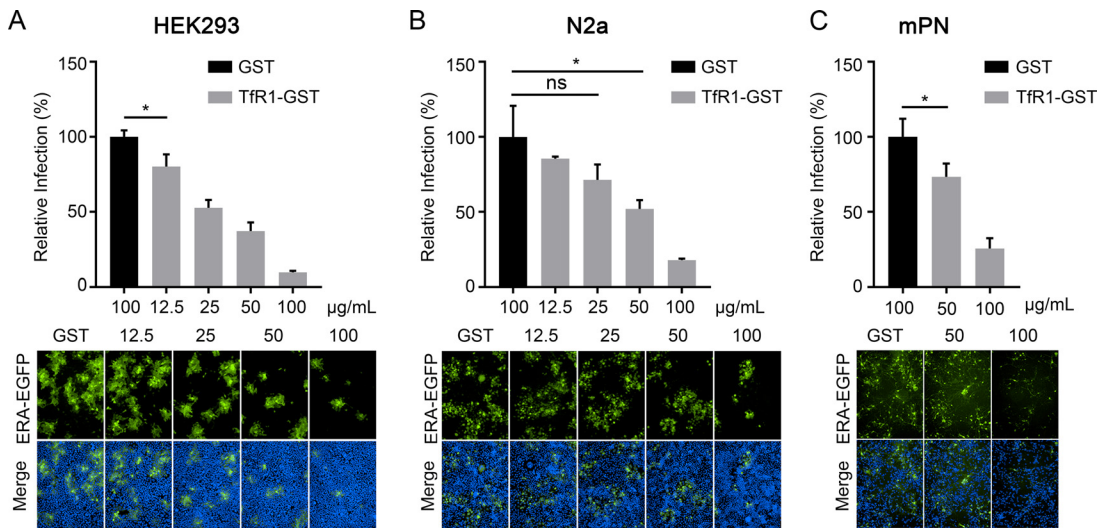 A
HEK293
GST
TfR1-GST
Relative Infection (%)
150
100
50
0
*
100 12.5 25 50 100 µg/mL
GST 12.5 25 50 100
ERA-EGFP
Merge
B
N2a
GST
TfR1-GST
Relative Infection (%)
150
100
50
0
*
ns
100 12.5 25 50 100 µg/mL
GST 12.5 25 50 100
ERA-EGFP
Merge
C
mPN
GST
TfR1-GST
Relative Infection (%)
150
100
50
0
*
100 50 100 µg/mL
GST 50 100
ERA-EGFP
Merge